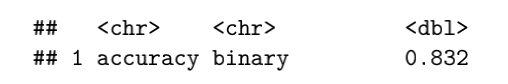 ##   <chr>    <chr>          <dbl>
## 1 accuracy binary         0.832